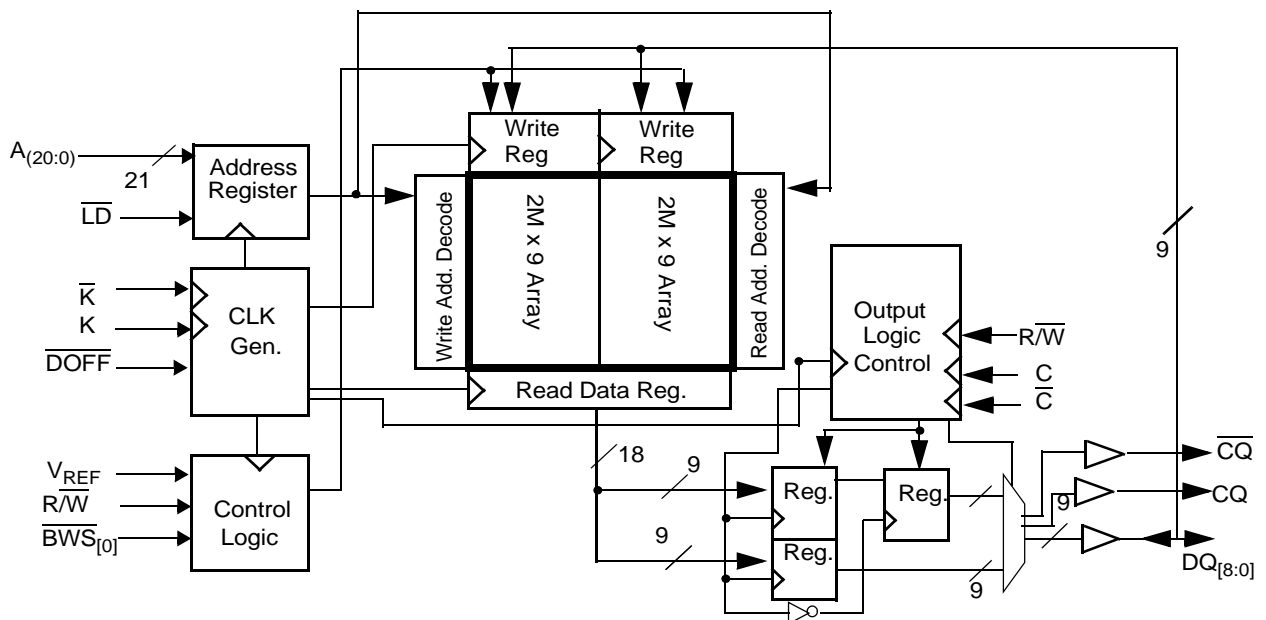 A(20:0)
21
LD
Address
Register
K
K
DOFF
CLK
Gen.
VREF
R/W
BWS[0]
Control
Logic
Write
Reg
Write
Reg
Write Add. Decode
2M x 9 Array
2M x 9 Array
Read Add. Decode
Read Data Reg.
Output
Logic
Control
R/W
C
C
9
18
9
9
Reg.
Reg.
Reg.
9
9
CQ
CQ
DQ[8:0]